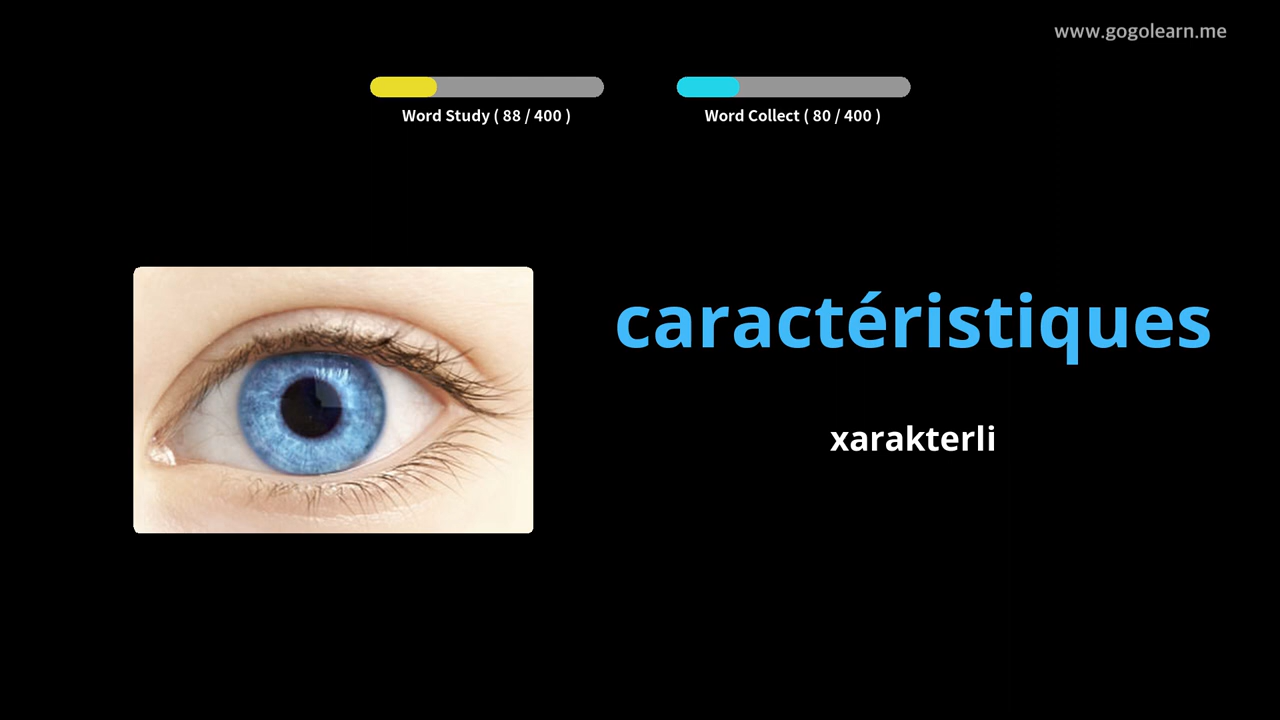 www.gogolearn.me
Word Study ( 88 / 400 )
Word Collect ( 80 / 400 )
caractéristiques
xarakterli